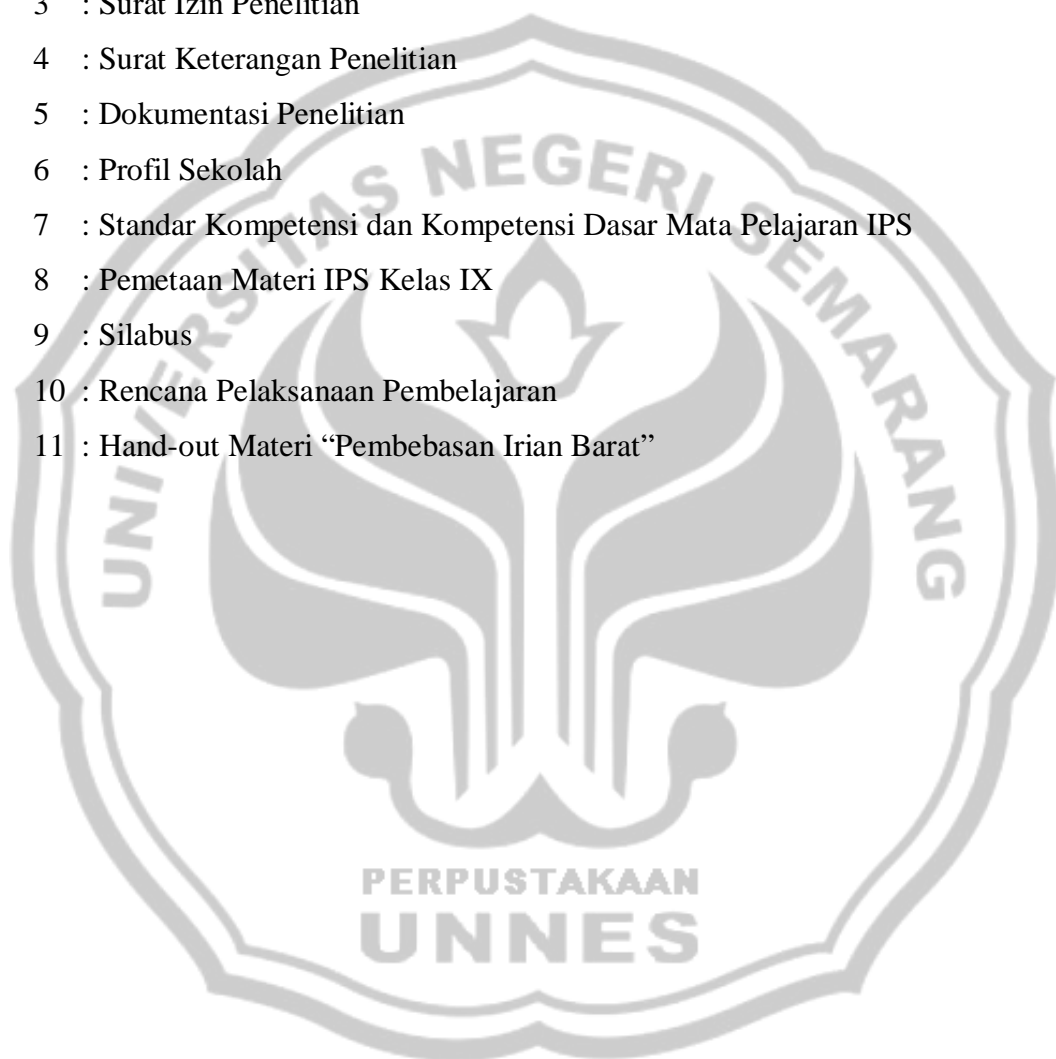 3 : Surat Izin Penelitian
4 : Surat Keterangan Penelitian
5 : Dokumentasi Penelitian
6 : Profil Sekolah
7 : Standar Kompetensi dan Kompetensi Dasar Mata Pelajaran IPS
8 : Pemetaan Materi IPS Kelas IX
9 : Silabus
10 : Rencana Pelaksanaan Pembelajaran
11 : Hand-out Materi “Pembebasan Irian Barat”
UNIVERSITAS NEGERI SEMARANG
PERPUSTAKAAN
UNNES